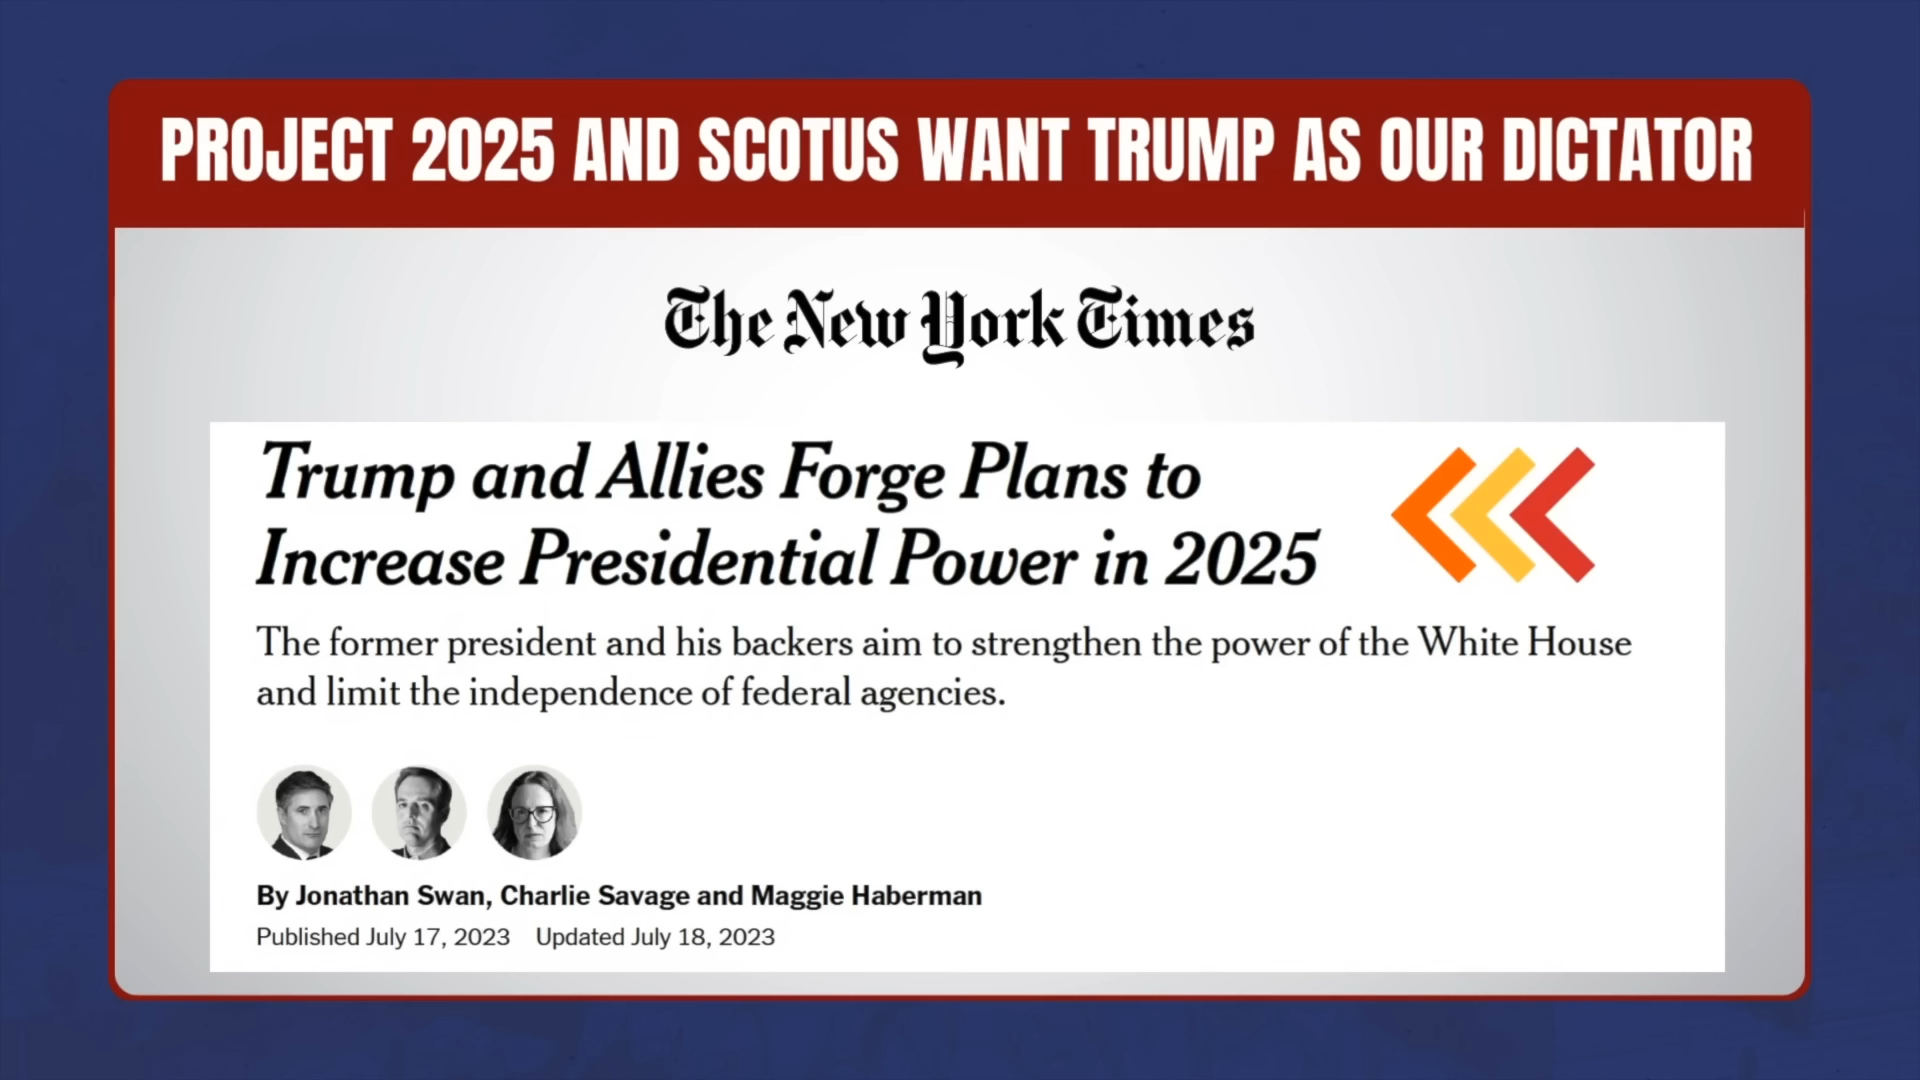 PROJECT 2025 AND SCOTUS WANT TRUMP AS OUR DICTATOR
The New York Times
Trump and Allies Forge Plans to
Increase Presidential Power in 2025
The former president and his backers aim to strengthen the power of the White House
and limit the independence of federal agencies.
By Jonathan Swan, Charlie Savage and Maggie Haberman
Published July 17, 2023 Updated July 18, 2023